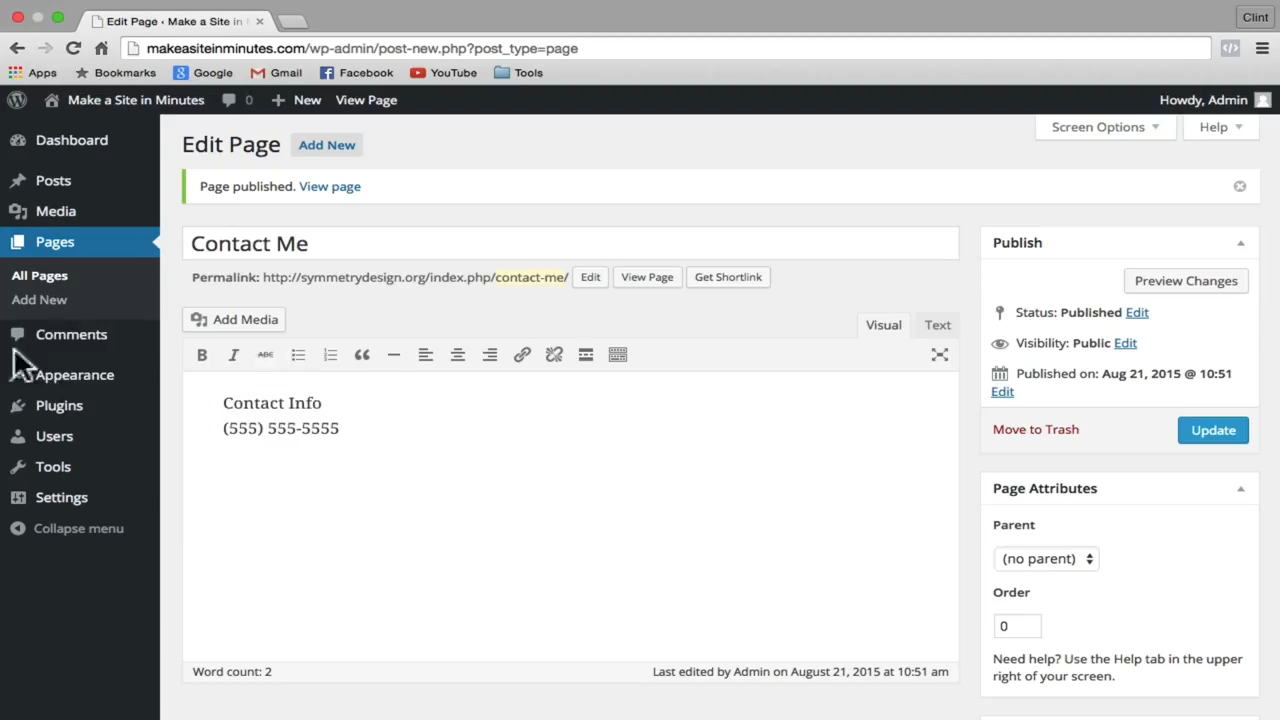 Edit Page ‹ Make a Site in
Clint
makeasiteinminutes.com/wp-admin/post-new.php?post_type=page
Apps Bookmarks Google Gmail Facebook YouTube Tools
Make a Site in Minutes 0 + New View Page Howdy, Admin
Screen Options Help
Dashboard
Posts
Media
Pages
All Pages
Add New
Comments
Appearance
Plugins
Users
Tools
Settings
Collapse menu
Edit Page Add New
Page published. View page
Contact Me
Permalink: http://symmetrydesign.org/index.php/contact-me/ Edit View Page Get Shortlink
Add Media
Visual Text
B I ABC
Contact Info
(555) 555-5555
Word count: 2 Last edited by Admin on August 21, 2015 at 10:51 am
Publish
Preview Changes
Status: Published Edit
Visibility: Public Edit
Published on: Aug 21, 2015 @ 10:51
Edit
Move to Trash Update
Page Attributes
Parent
(no parent)
Order
0
Need help? Use the Help tab in the upper
right of your screen.